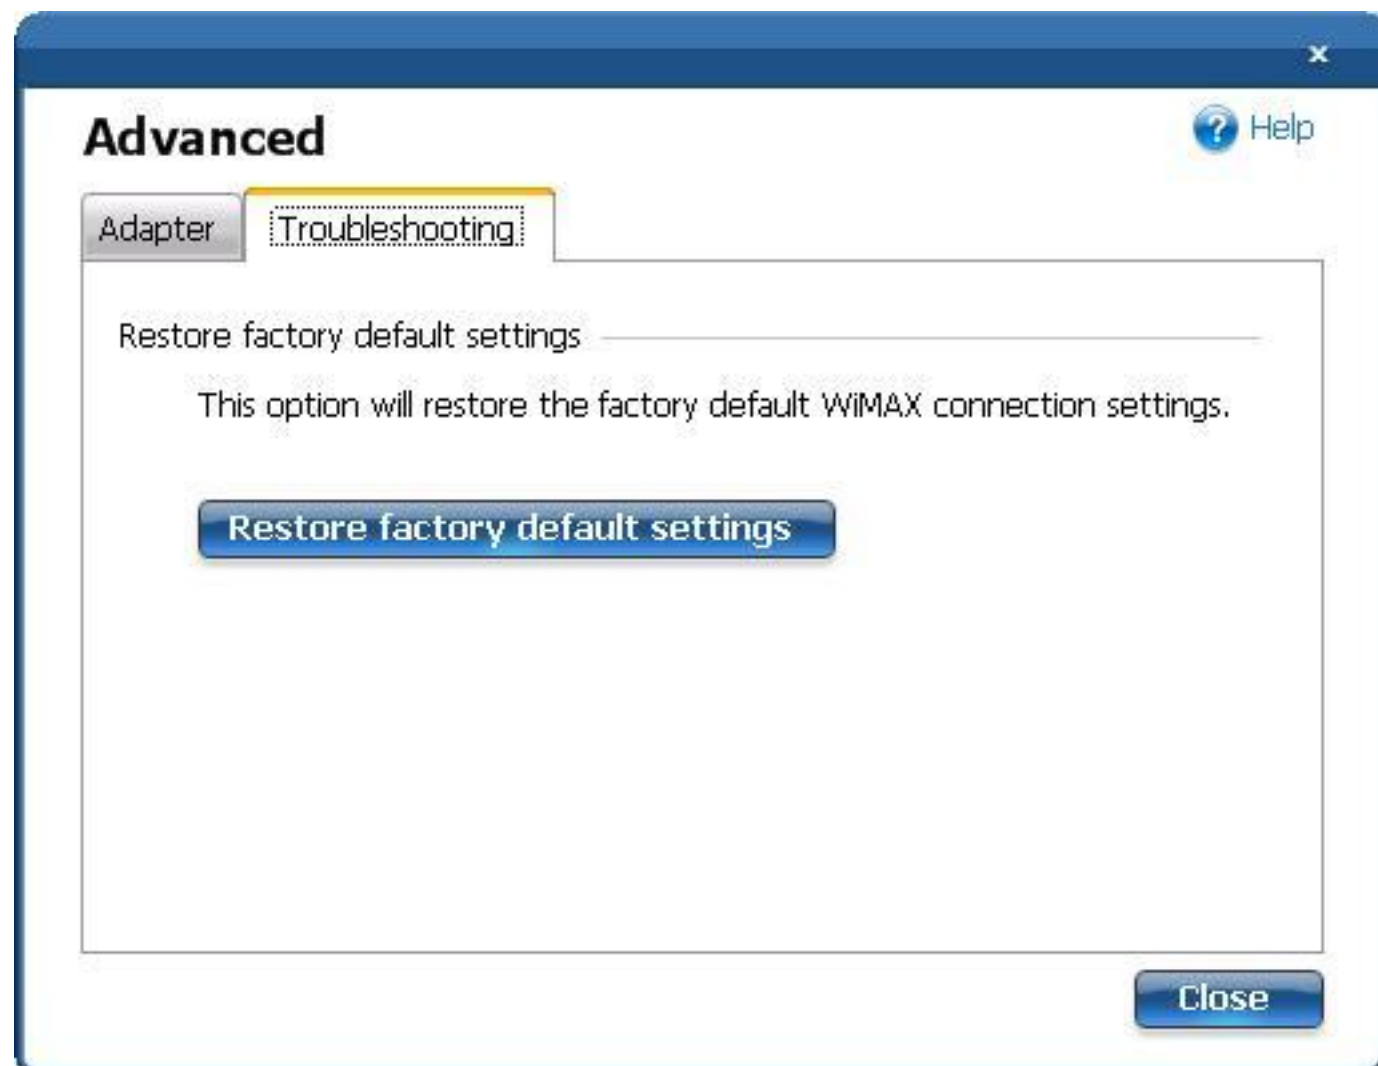 x
Advanced
? Help
Adapter
Troubleshooting
Restore factory default settings
This option will restore the factory default WiMAX connection settings.
Restore factory default settings
Close